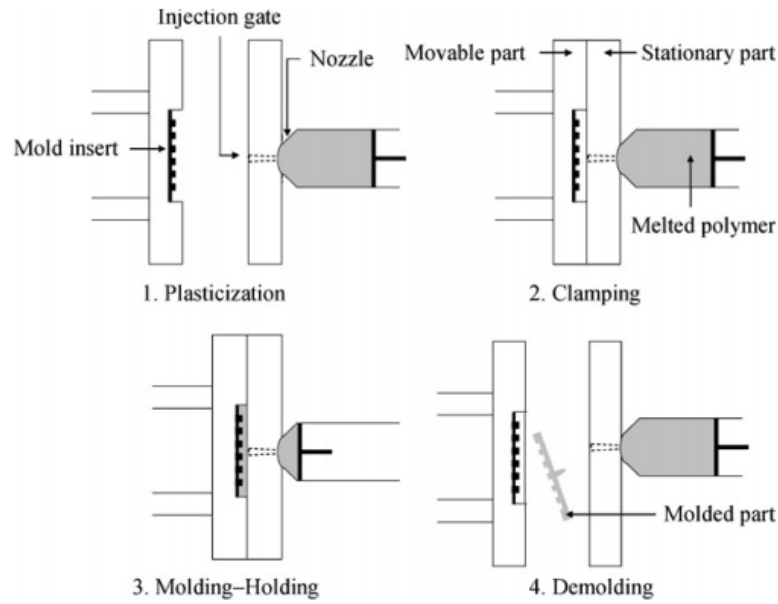 Injection gate
Nozzle
Mold insert
1. Plasticization
Movable part
Stationary part
Melted polymer
2. Clamping
3. Molding–Holding
Molded part
4. Demolding